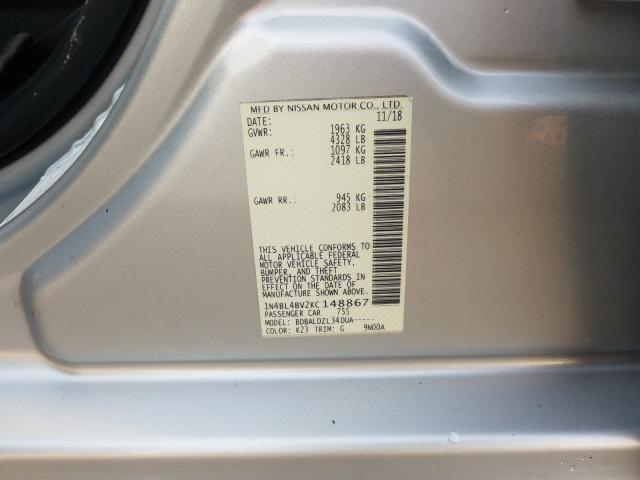 MFD BY NISSAN MOTOR CO., LTD.
DATE: 11/18
GVWR: 1963 KG
4328 LB
GAWR FR.: 1097 KG
2418 LB
GAWR RR.: 945 KG
2083 LB
THIS VEHICLE CONFORMS TO
ALL APPLICABLE FEDERAL
MOTOR VEHICLE SAFETY,
BUMPER, AND THEFT
PREVENTION STANDARDS IN
EFFECT ON THE DATE OF
MANUFACTURE SHOWN ABOVE.
1N4BL4BV2KC148867
PASSENGER CAR 755
MODEL: BDBALDZL34DUA-----
COLOR: K23 TRIM: G 9N00A